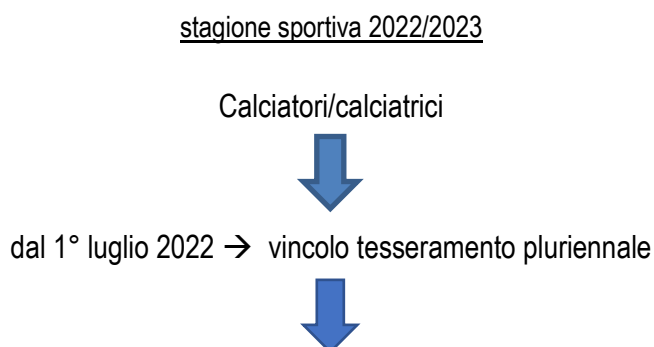 stagione sportiva 2022/2023
Calciatori/calciatrici
dal 1° luglio 2022 → vincolo tesseramento pluriennale